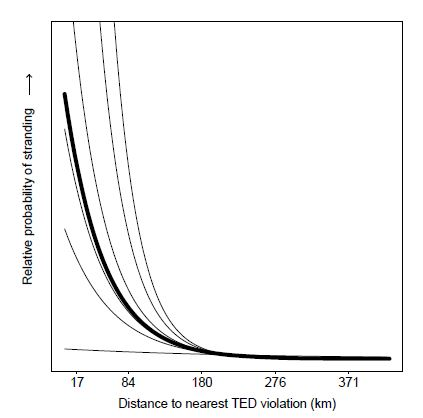 Relative probability of stranding ⟶
17 84 180 276 371
Distance to nearest TED violation (km)